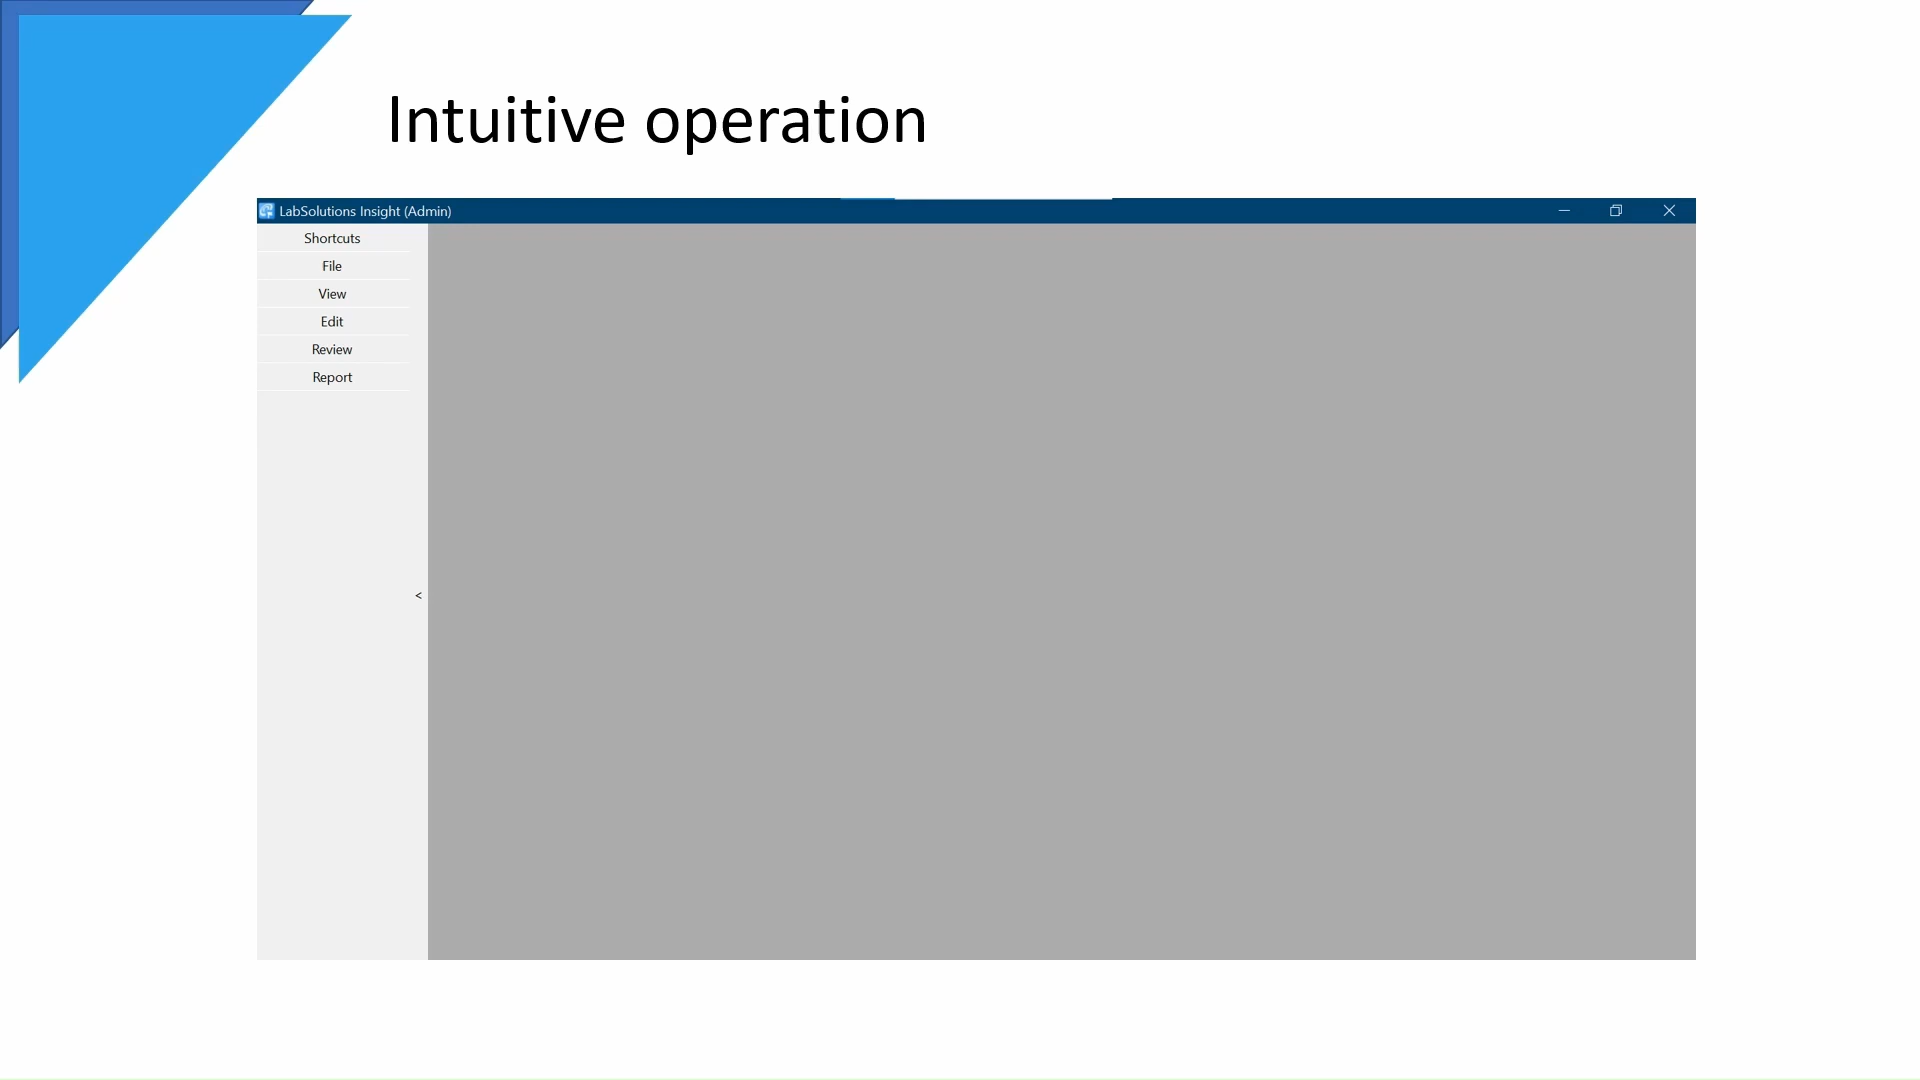 Intuitive operation
LabSolutions Insight (Admin)
Shortcuts
File
View
Edit
Review
Report
<